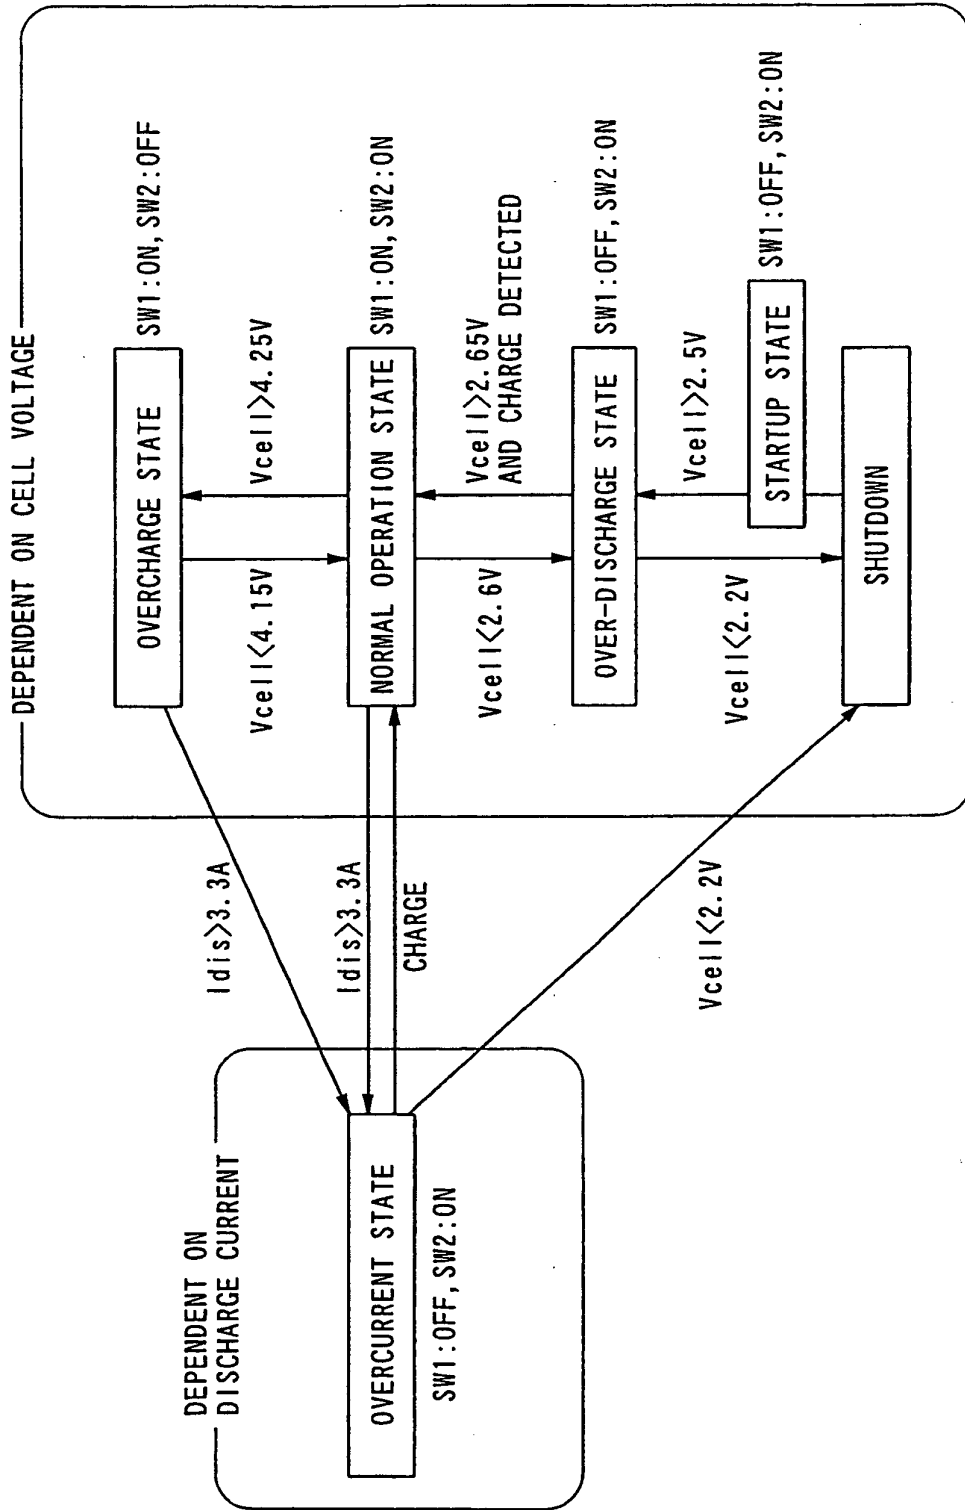 DEPENDENT ON CELL VOLTAGE
OVERCHARGE STATE
SW1:ON, SW2:OFF
Vcell<4.15V
Vcell>4.25V
NORMAL OPERATION STATE
SW1:ON, SW2:ON
Vcell<2.6V
Vcell>2.65V
AND CHARGE DETECTED
OVER-DISCHARGE STATE
SW1:OFF, SW2:ON
Vcell<2.2V
Vcell>2.5V
STARTUP STATE
SW1:OFF, SW2:ON
SHUTDOWN
Idis>3.3A
Idis>3.3A
CHARGE
Vcell<2.2V
DEPENDENT ON
DISCHARGE CURRENT
OVERCURRENT STATE
SW1:OFF, SW2:ON